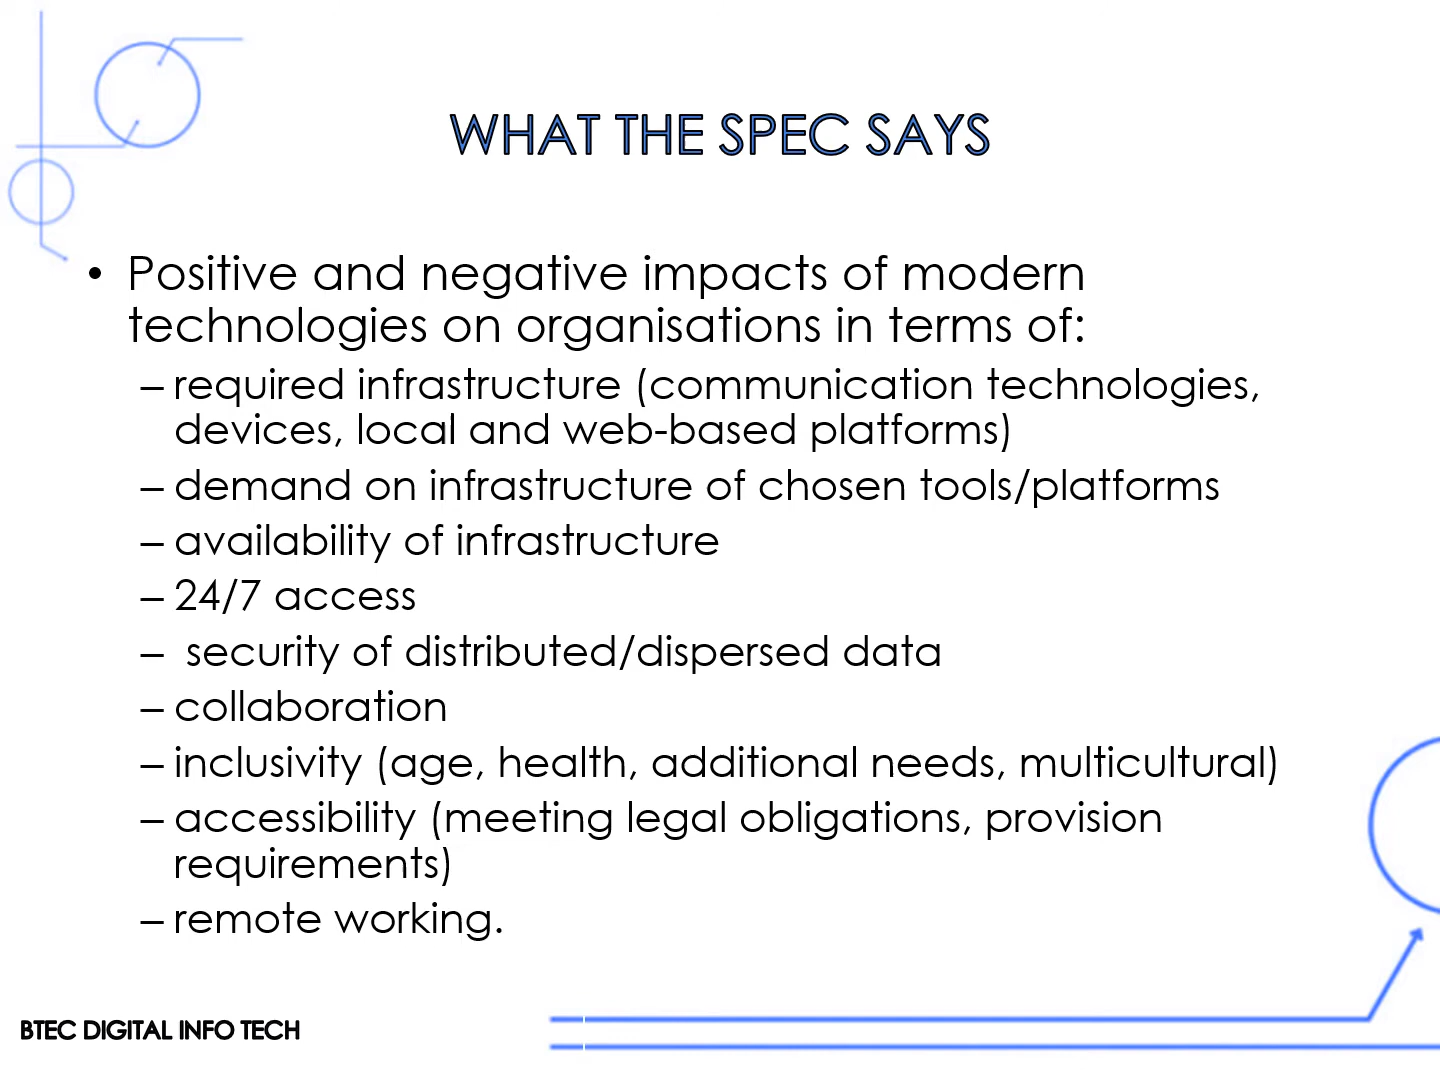 WHAT THE SPEC SAYS
• Positive and negative impacts of modern
technologies on organisations in terms of:
– required infrastructure (communication technologies,
devices, local and web-based platforms)
– demand on infrastructure of chosen tools/platforms
– availability of infrastructure
– 24/7 access
– security of distributed/dispersed data
– collaboration
– inclusivity (age, health, additional needs, multicultural)
– accessibility (meeting legal obligations, provision
requirements)
– remote working.
BTEC DIGITAL INFO TECH